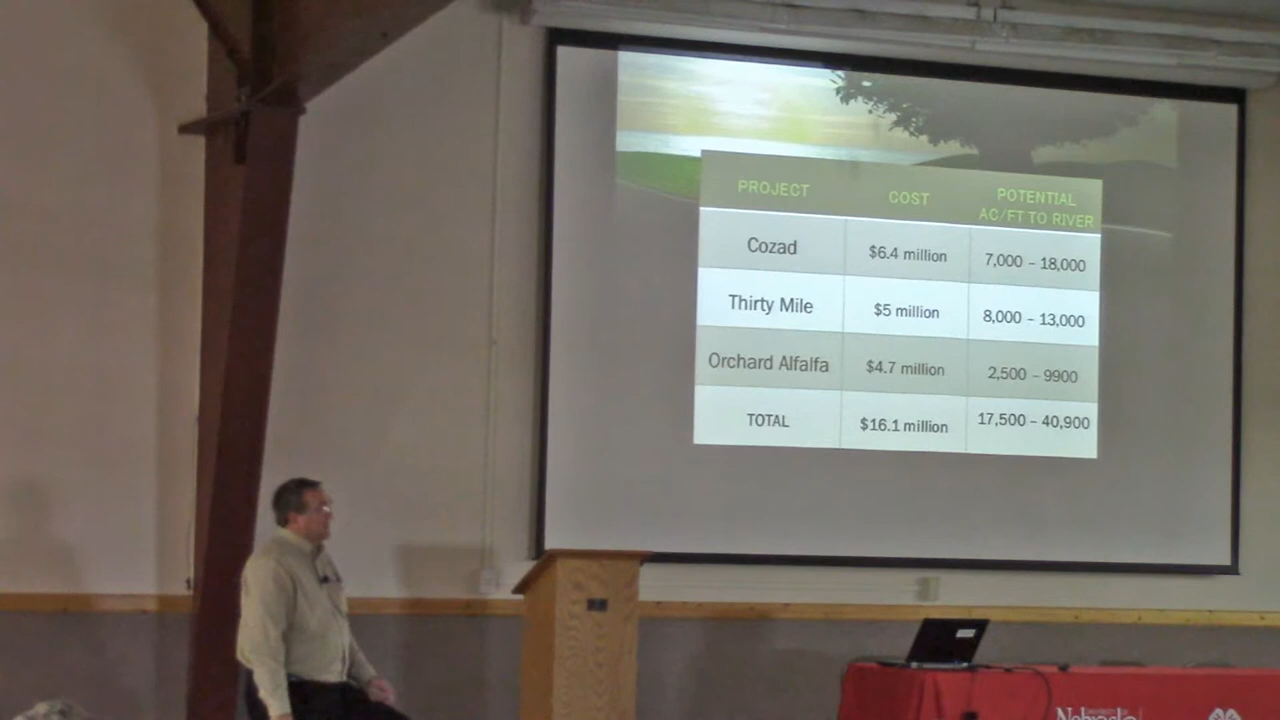 PROJECT COST POTENTIAL
AC/FT TO RIVER
Cozad $6.4 million 7,000 – 18,000
Thirty Mile $5 million 8,000 – 13,000
Orchard Alfalfa $4.7 million 2,500 – 9900
TOTAL $16.1 million 17,500 – 40,900
UNIVERSITY OF
Nebraska